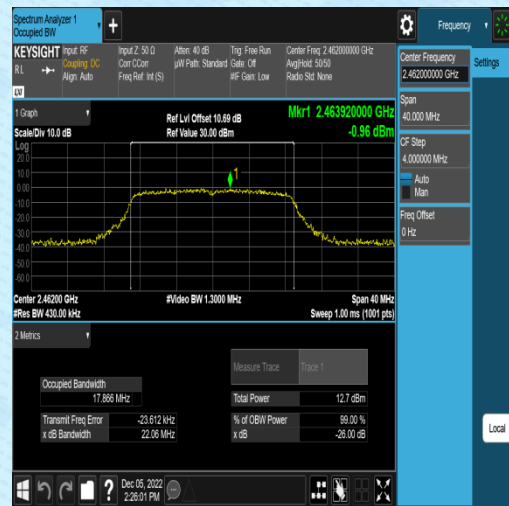 Spectrum Analyzer 1
Occupied BW
Frequency
KEYSIGHT
Input: RF
Input Z: 50 Ω
Atten: 40 dB
Trig: Free Run
Center Freq: 2.462000000 GHz
RL
Coupling: DC
Corr CCorr
µW Path: Standard
Gate: Off
Avg|Hold: 50/50
Align: Auto
Freq Ref: Int (S)
#IF Gain: Low
Radio Std: None
LXI
1 Graph
Scale/Div 10.0 dB
Ref Lvl Offset 10.69 dB
Ref Value 30.00 dBm
Mkr1 2.463920000 GHz
-0.96 dBm
Log
20.0
10.0
0.00
-10.0
-20.0
-30.0
-40.0
-50.0
-60.0
1
Center 2.46200 GHz
#Video BW 1.3000 MHz
Span 40 MHz
#Res BW 430.00 kHz
Sweep 1.00 ms (1001 pts)
2 Metrics
Measure Trace
Trace 1
Occupied Bandwidth
17.866 MHz
Total Power
12.7 dBm
Transmit Freq Error
-23.612 kHz
% of OBW Power
99.00 %
x dB Bandwidth
22.06 MHz
x dB
-26.00 dB
Center Frequency
2.462000000 GHz
Settings
Span
40.000 MHz
CF Step
4.000000 MHz
Auto
Man
Freq Offset
0 Hz
Local
?
Dec 05, 2022
2:26:01 PM